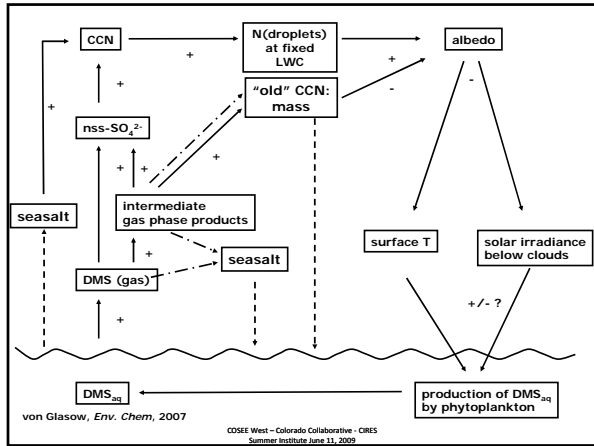 CCN
+
N(droplets)
at fixed
LWC
+
albedo
+
+
"old" CCN:
mass
-
-
nss-SO₄²⁻
+
+
+
+
seasalt
intermediate
gas phase products
+
seasalt
surface T
solar irradiance
below clouds
DMS (gas)
+
+/- ?
DMSaq
production of DMSaq
by phytoplankton
von Glasow, Env. Chem, 2007
COSEE West – Colorado Collaborative - CIRES
Summer Institute June 11, 2009